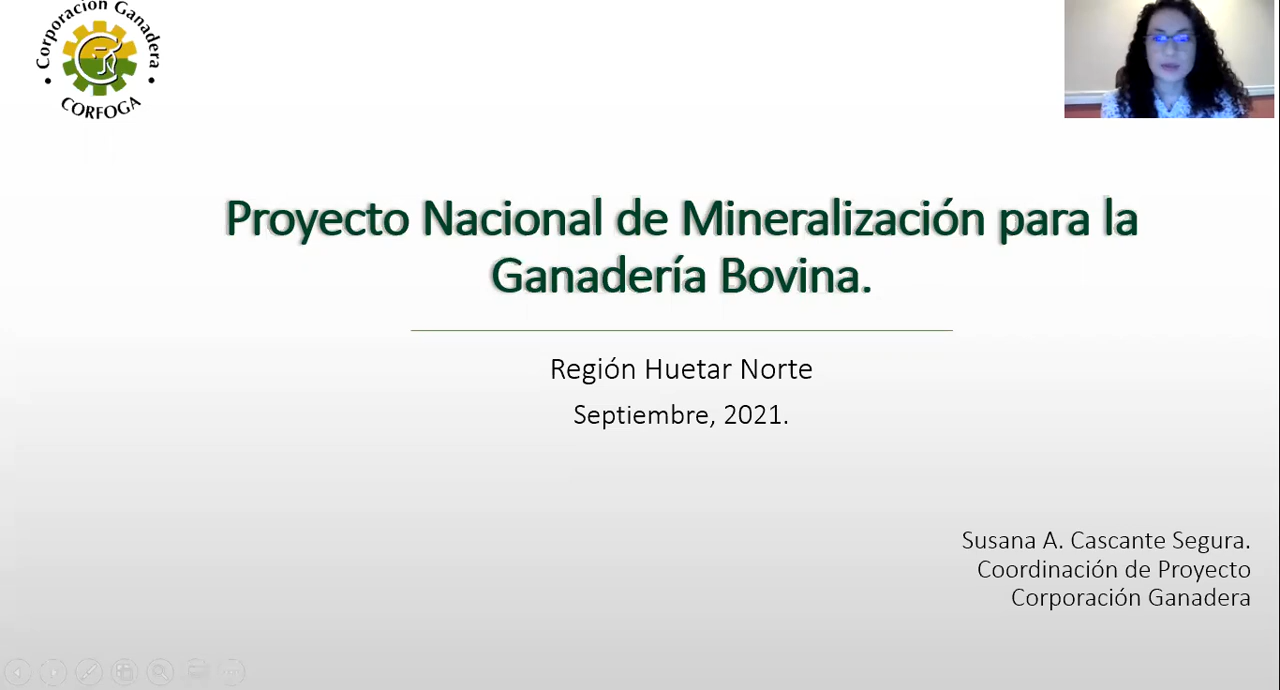 Corporación Ganadera
CORFOGA
Proyecto Nacional de Mineralización para la
Ganadería Bovina.
Región Huetar Norte
Septiembre, 2021.
Susana A. Cascante Segura.
Coordinación de Proyecto
Corporación Ganadera